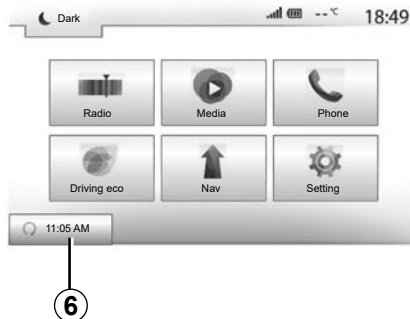 Dark
--°C
18:49
Radio
Media
Phone
Driving eco
Nav
Setting
11:05 AM
6